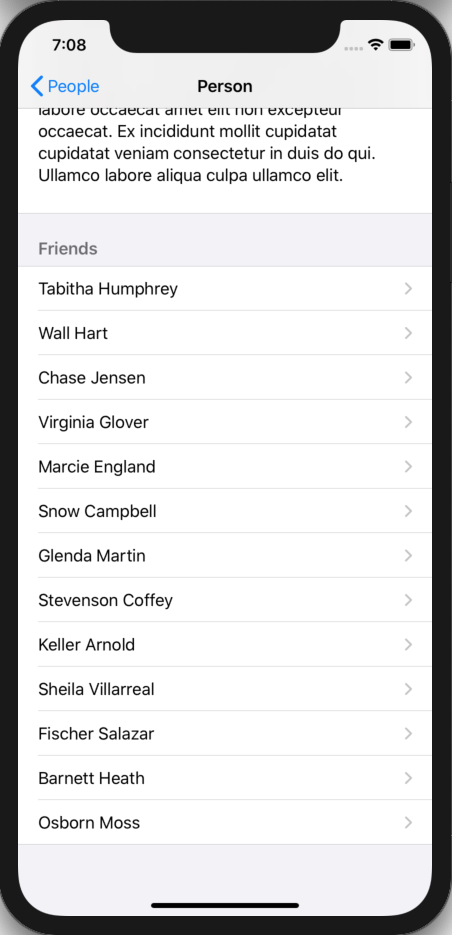 7:08
People
Person
labore occaecat amet elit non excepteur
occaecat. Ex incididunt mollit cupidatat
cupidatat veniam consectetur in duis do qui.
Ullamco labore aliqua culpa ullamco elit.
Friends
Tabitha Humphrey
Wall Hart
Chase Jensen
Virginia Glover
Marcie England
Snow Campbell
Glenda Martin
Stevenson Coffey
Keller Arnold
Sheila Villarreal
Fischer Salazar
Barnett Heath
Osborn Moss